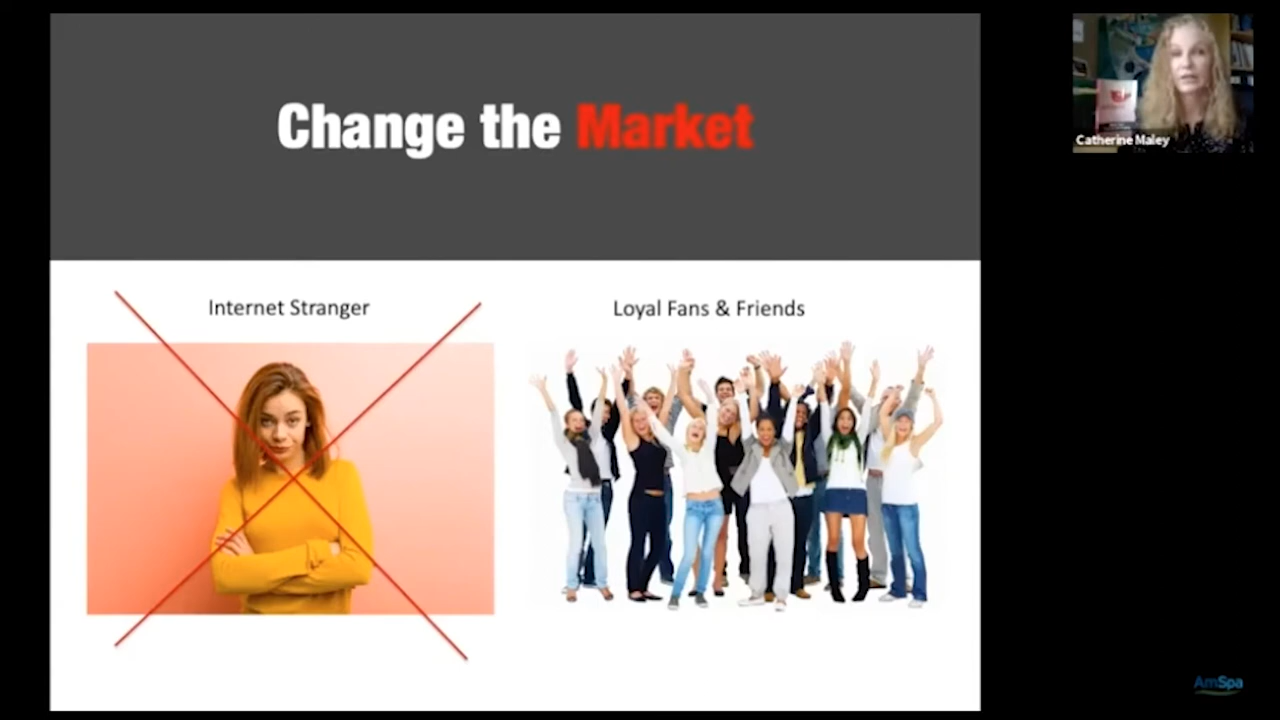 Change the Market
Internet Stranger
Loyal Fans & Friends
Catherine Maley
AmSpa